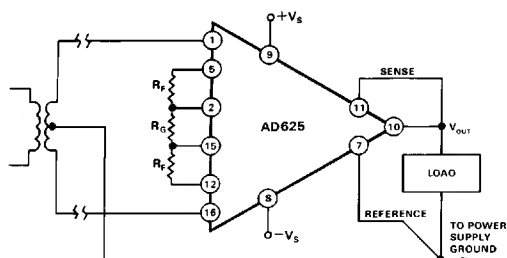 +VS
1
9
5
SENSE
RF
11
2
RG
AD625
10
VOUT
15
7
RF
LOAO
12
8
REFERENCE
16
TO POWER
SUPPLY
GROUND
−VS